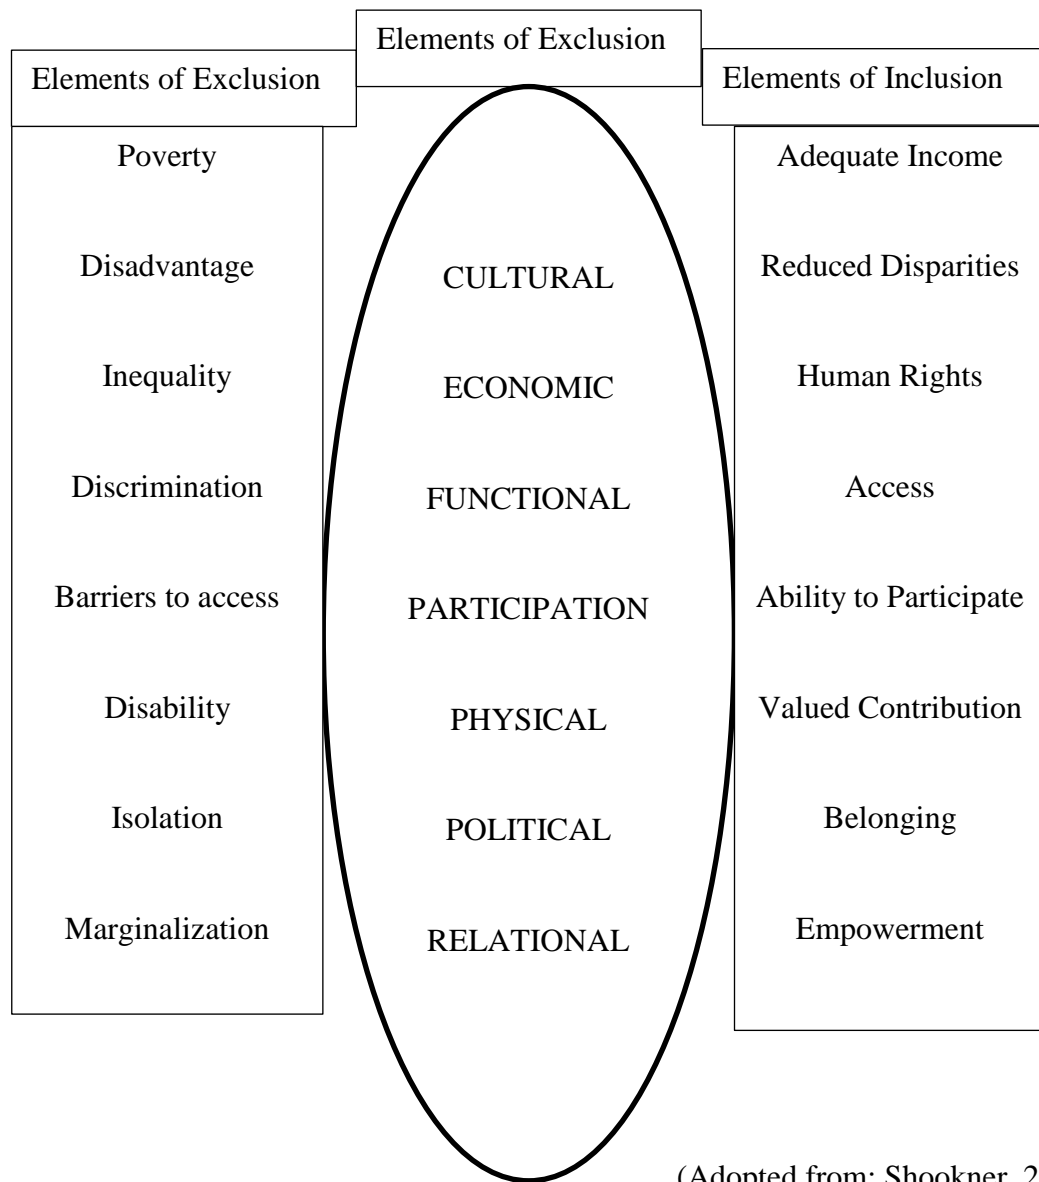 Elements of Exclusion
Elements of Exclusion
Elements of Inclusion
Poverty
Disadvantage
Inequality
Discrimination
Barriers to access
Disability
Isolation
Marginalization
CULTURAL
ECONOMIC
FUNCTIONAL
PARTICIPATION
PHYSICAL
POLITICAL
RELATIONAL
Adequate Income
Reduced Disparities
Human Rights
Access
Ability to Participate
Valued Contribution
Belonging
Empowerment
(Adopted from: Shookner, 2